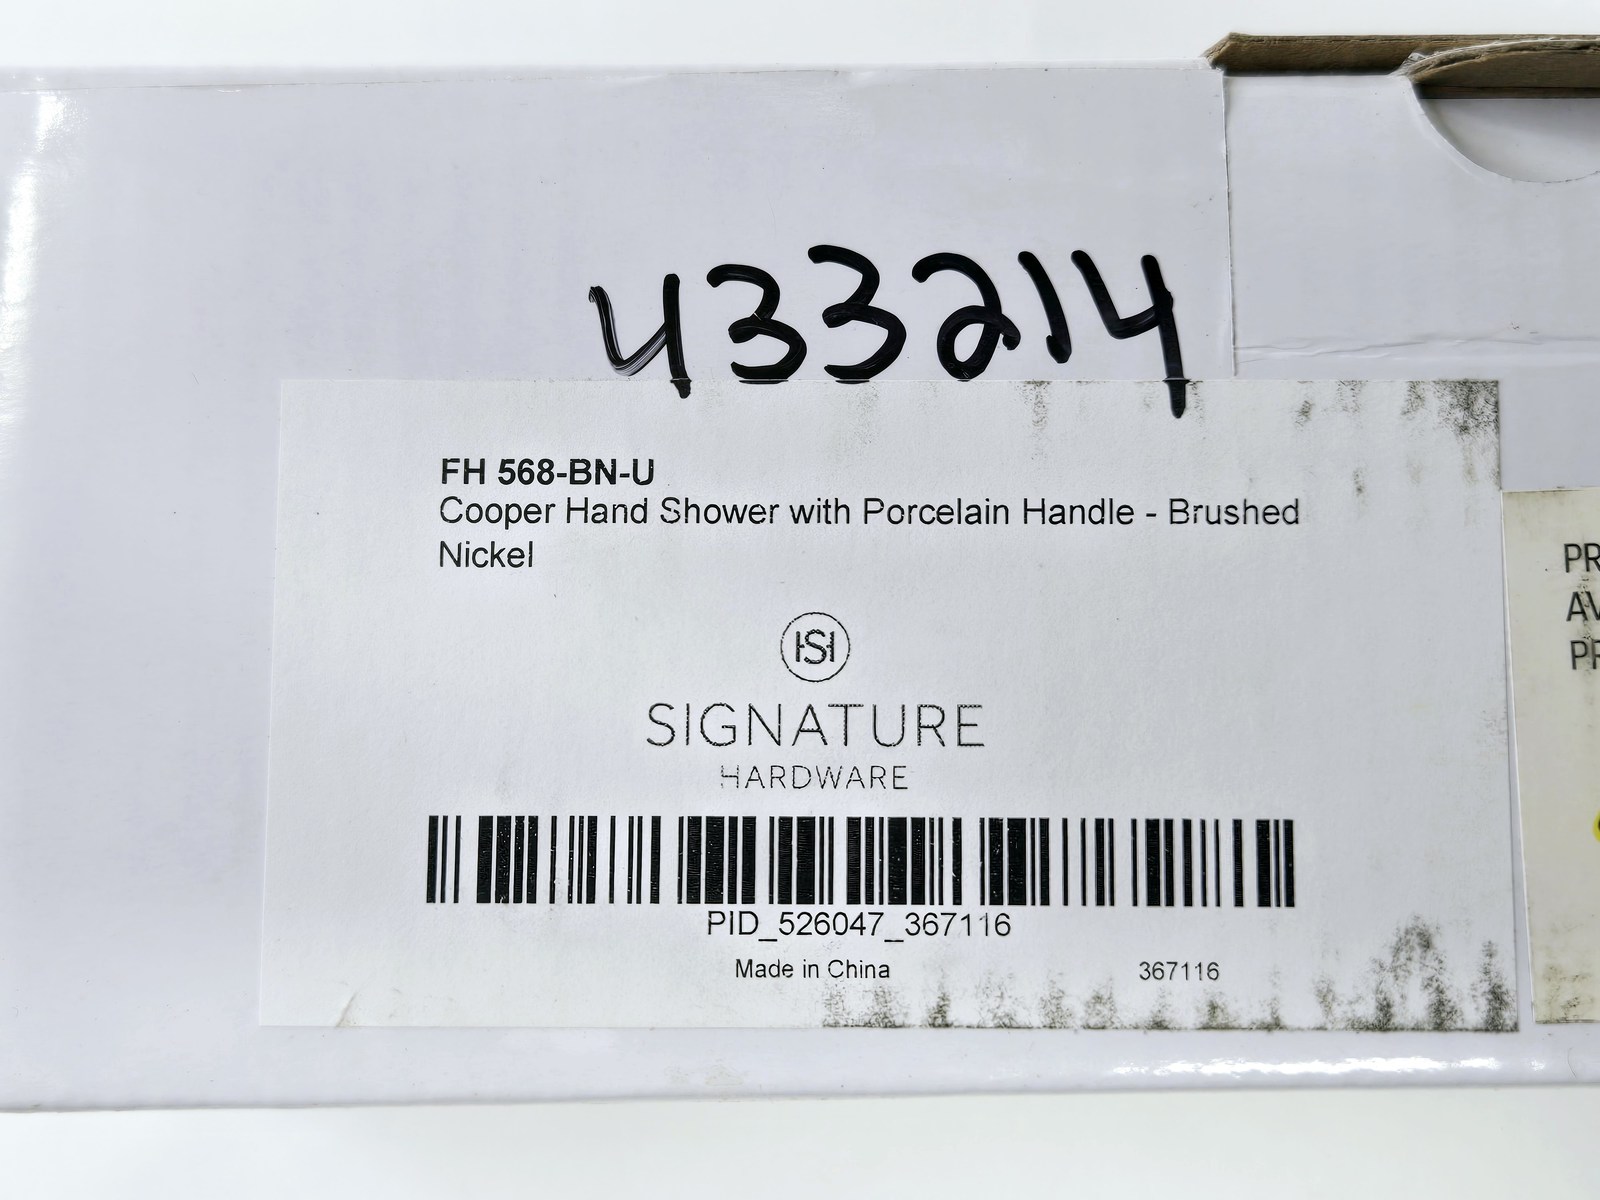 433214
FH 568-BN-U
Cooper Hand Shower with Porcelain Handle - Brushed
Nickel
SIGNATURE
HARDWARE
PID_526047_367116
Made in China
367116